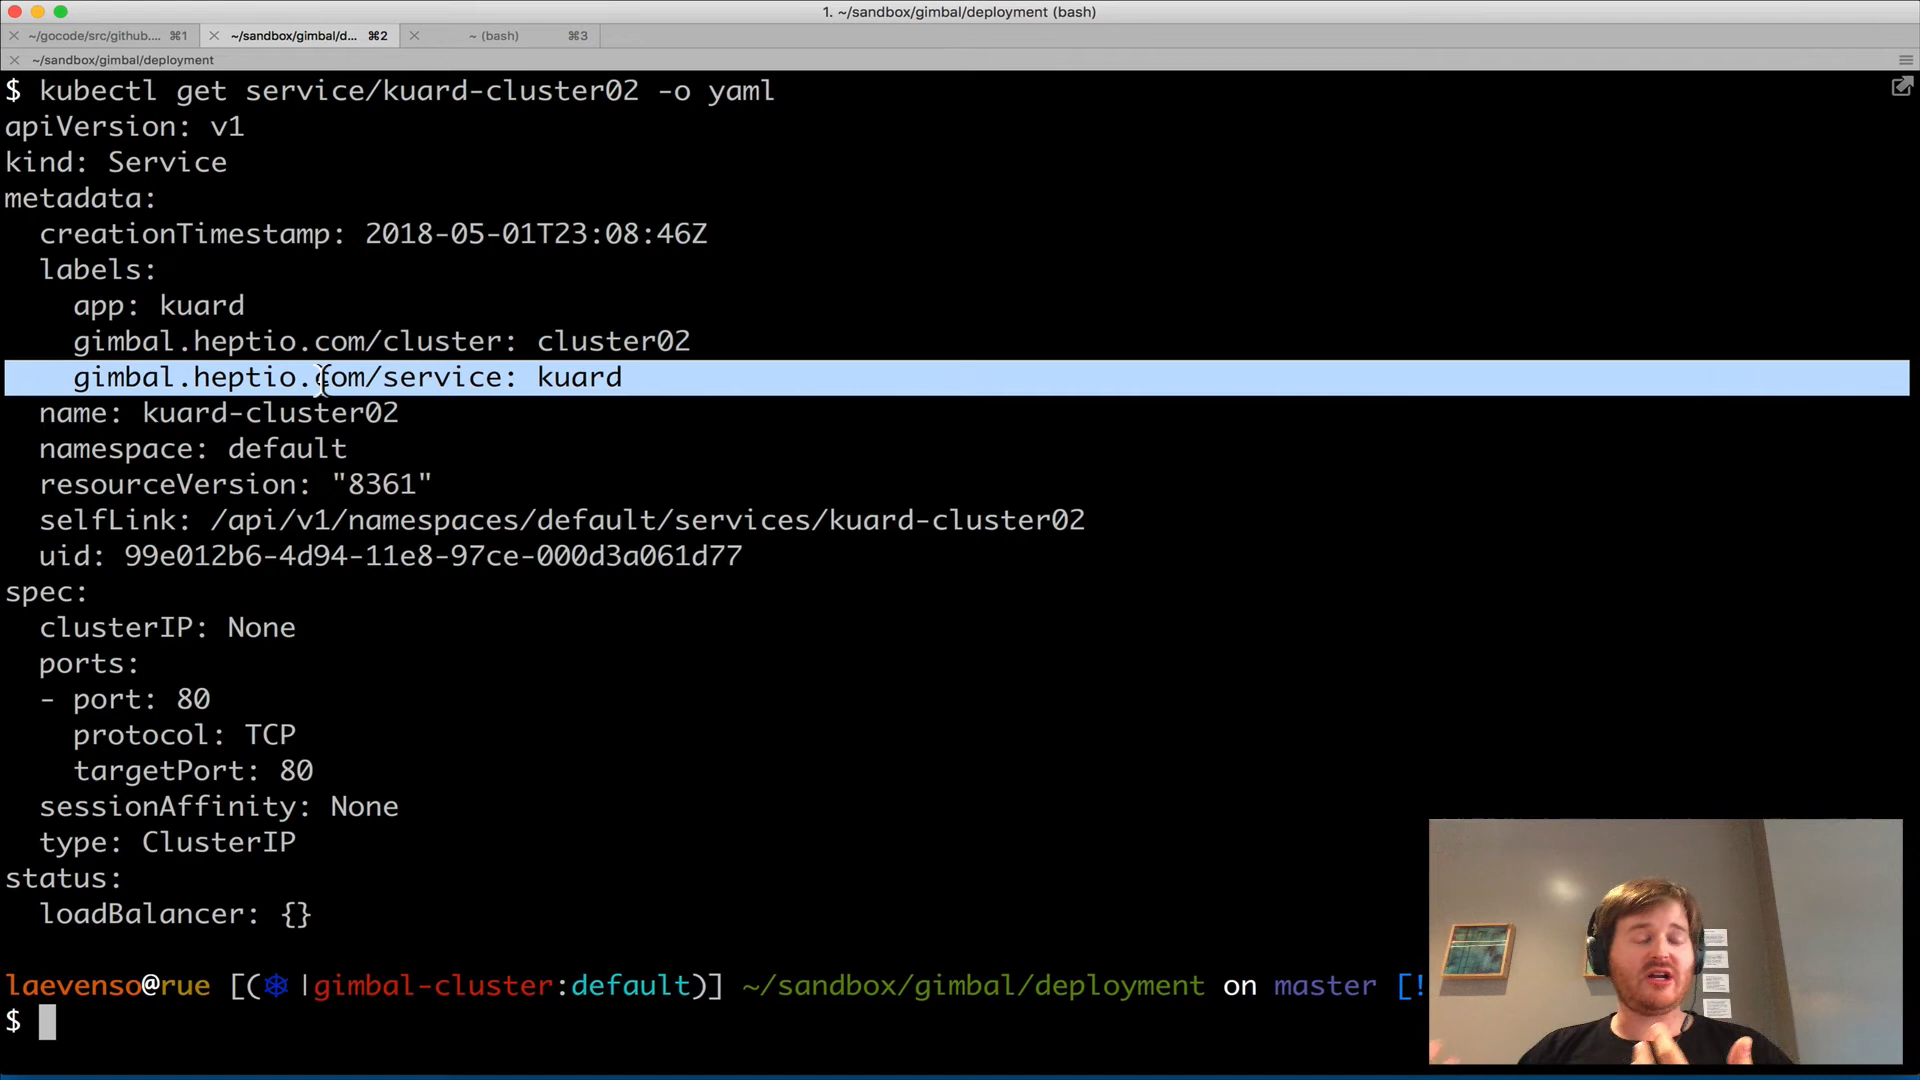 1. ~/sandbox/gimbal/deployment (bash)
~/gocode/src/github.... ⌘1
~/sandbox/gimbal/d... ⌘2
~ (bash) ⌘3
~/sandbox/gimbal/deployment
$ kubectl get service/kuard-cluster02 -o yaml
apiVersion: v1
kind: Service
metadata:
  creationTimestamp: 2018-05-01T23:08:46Z
  labels:
    app: kuard
    gimbal.heptio.com/cluster: cluster02
    gimbal.heptio.com/service: kuard
  name: kuard-cluster02
  namespace: default
  resourceVersion: "8361"
  selfLink: /api/v1/namespaces/default/services/kuard-cluster02
  uid: 99e012b6-4d94-11e8-97ce-000d3a061d77
spec:
  clusterIP: None
  ports:
  - port: 80
    protocol: TCP
    targetPort: 80
  sessionAffinity: None
  type: ClusterIP
status:
  loadBalancer: {}
laevenso@rue [(⎈ |gimbal-cluster:default)] ~/sandbox/gimbal/deployment on master [!
$